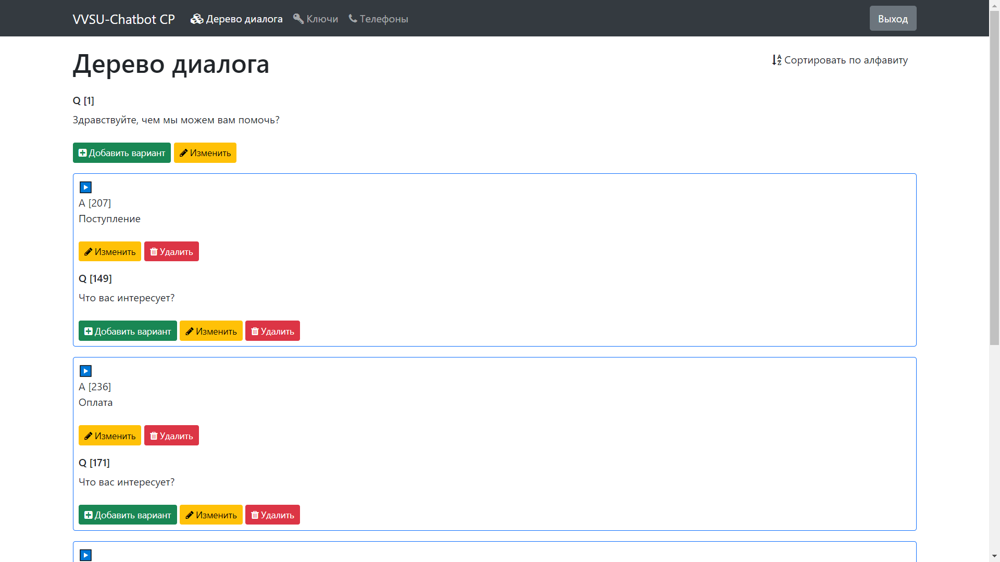 VVSU-Chatbot CP Дерево диалога Ключи Телефоны Выход
Дерево диалога
Сортировать по алфавиту
Q [1]
Здравствуйте, чем мы можем вам помочь?
Добавить вариант Изменить
A [207]
Поступление
Изменить Удалить
Q [149]
Что вас интересует?
Добавить вариант Изменить Удалить
A [236]
Оплата
Изменить Удалить
Q [171]
Что вас интересует?
Добавить вариант Изменить Удалить